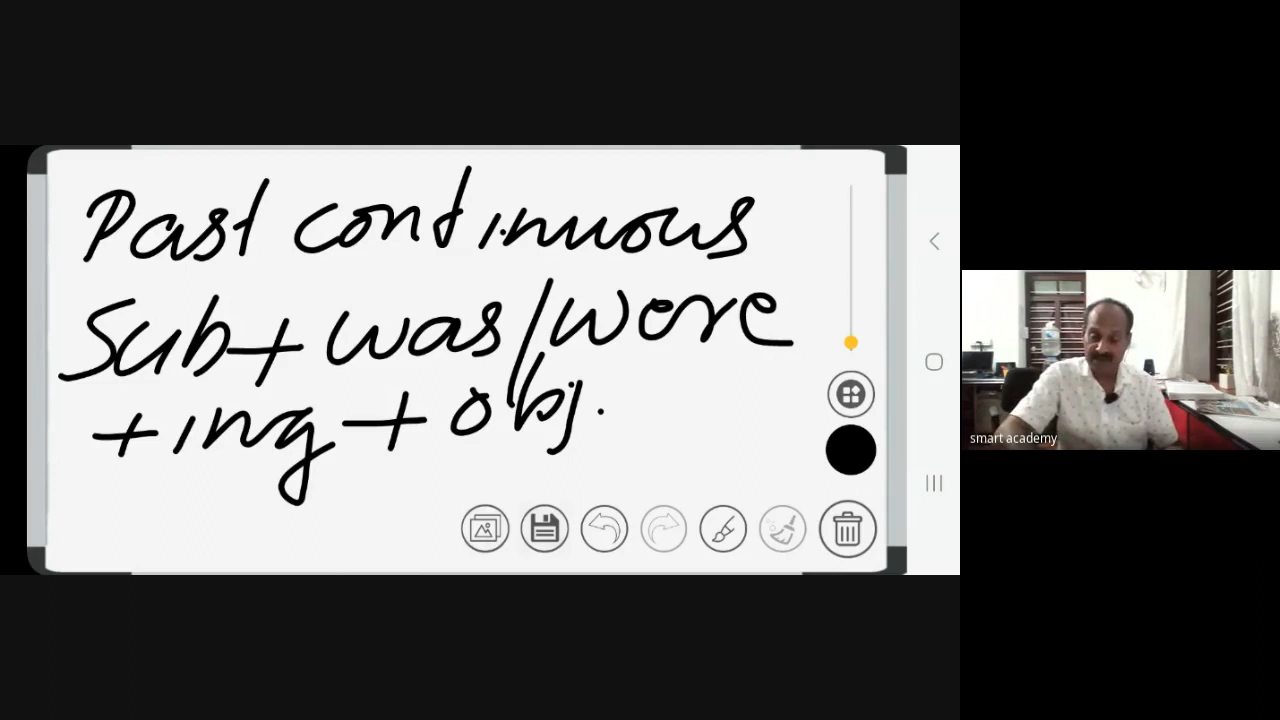 Past continuous
Sub + was/were
+ ing + obj.
smart academy